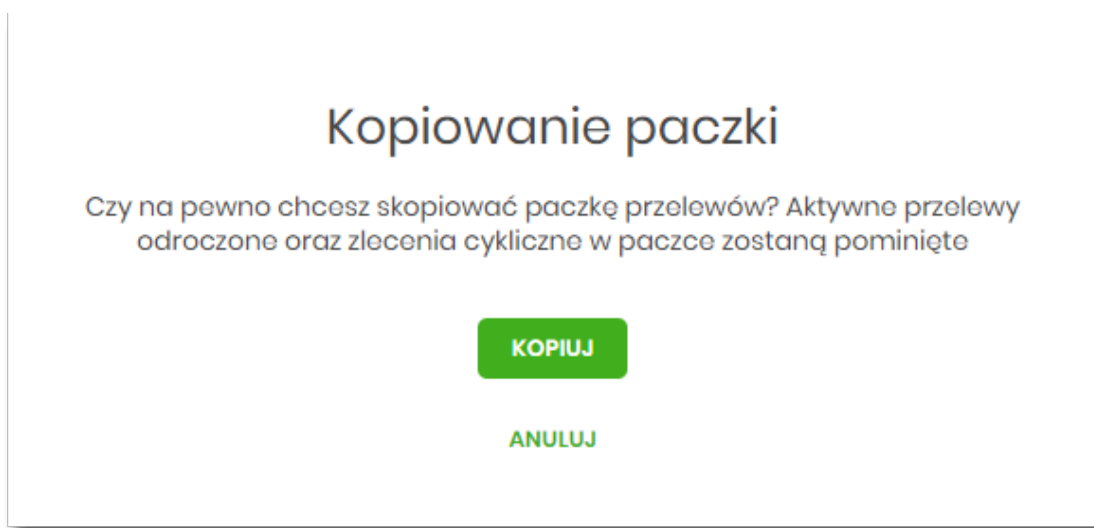 Kopiowanie paczki
Czy na pewno chcesz skopiować paczkę przelewów? Aktywne przelewy
odroczone oraz zlecenia cykliczne w paczce zostaną pominięte
KOPIUJ
ANULUJ